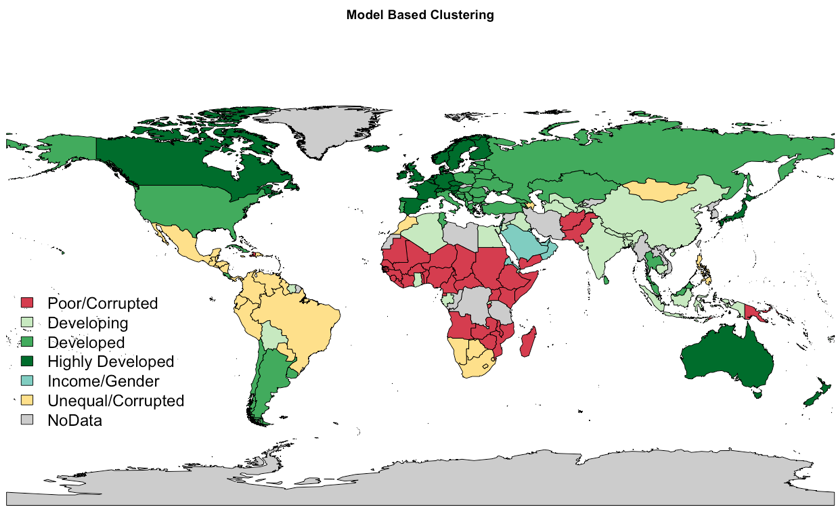 Model Based Clustering
Poor/Corrupted
Developing
Developed
Highly Developed
Income/Gender
Unequal/Corrupted
NoData